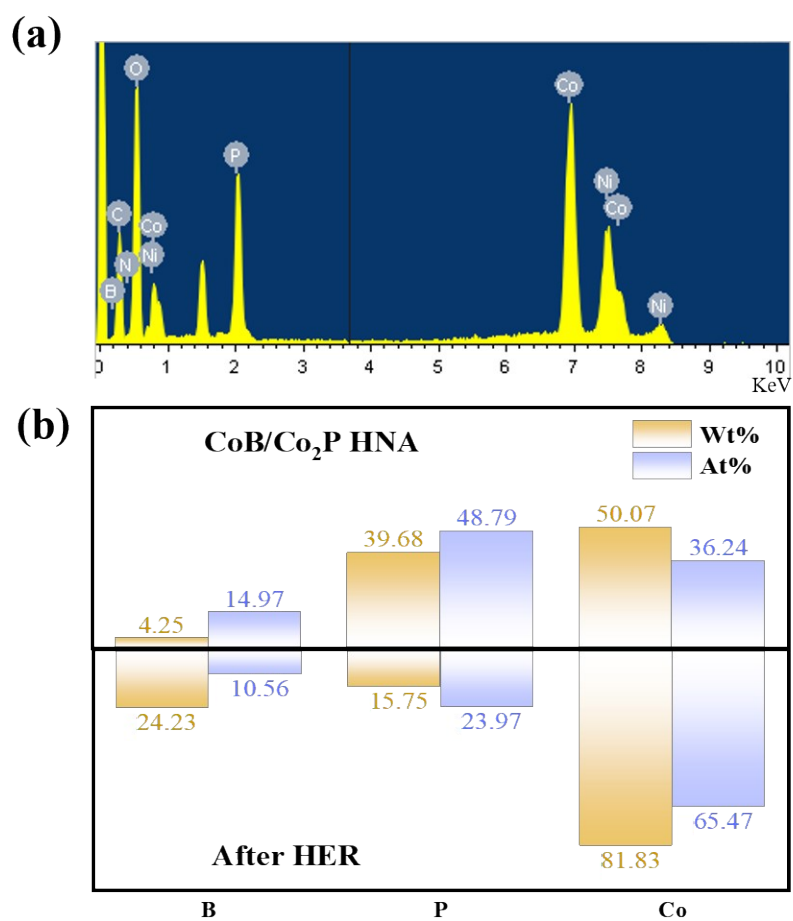 (a)
O
Co
P
Ni
C
Co
Co
N
Ni
B
Ni
0 1 2 3 4 5 6 7 8 9 10
KeV
(b)
CoB/Co₂P HNA
Wt%
At%
4.25
14.97
39.68
48.79
50.07
36.24
24.23
10.56
15.75
23.97
81.83
65.47
After HER
B P Co